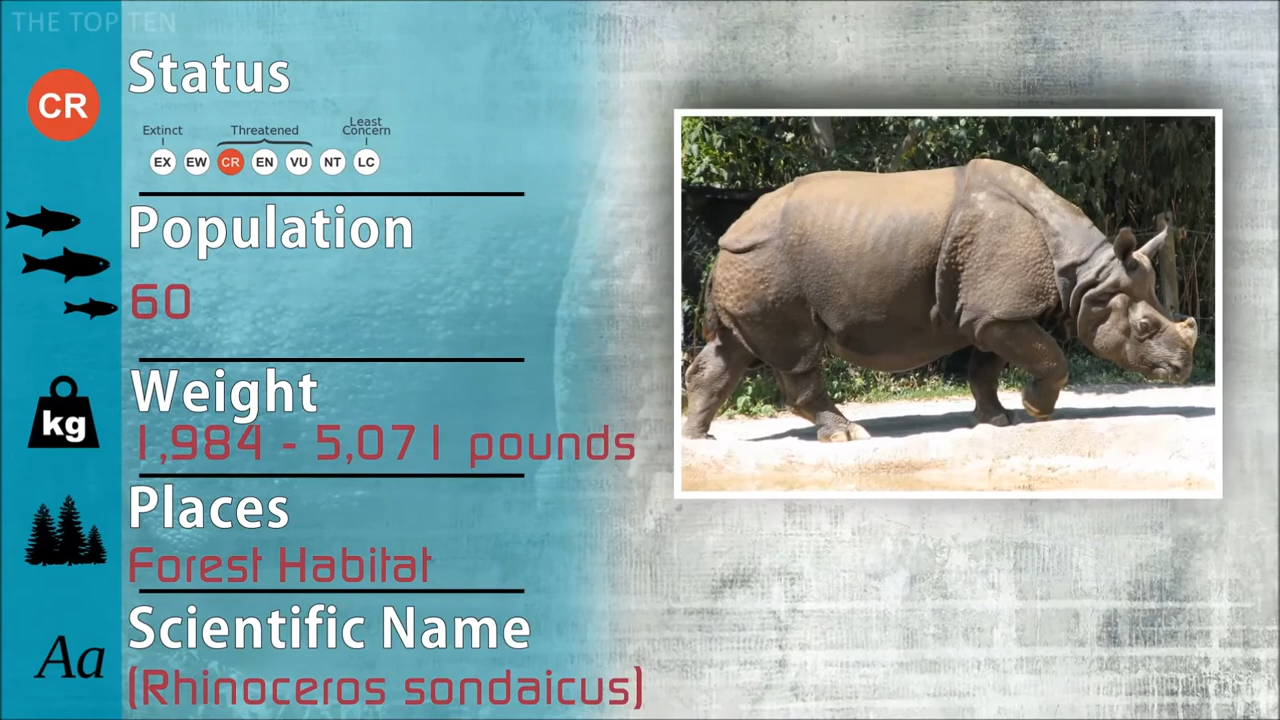 THE TOP TEN
CR
Status
Extinct
Threatened
Least
Concern
EX EW CR EN VU NT LC
Population
60
kg
Weight
1,984 - 5,071 pounds
Places
Forest Habitat
Aa
Scientific Name
(Rhinoceros sondaicus)